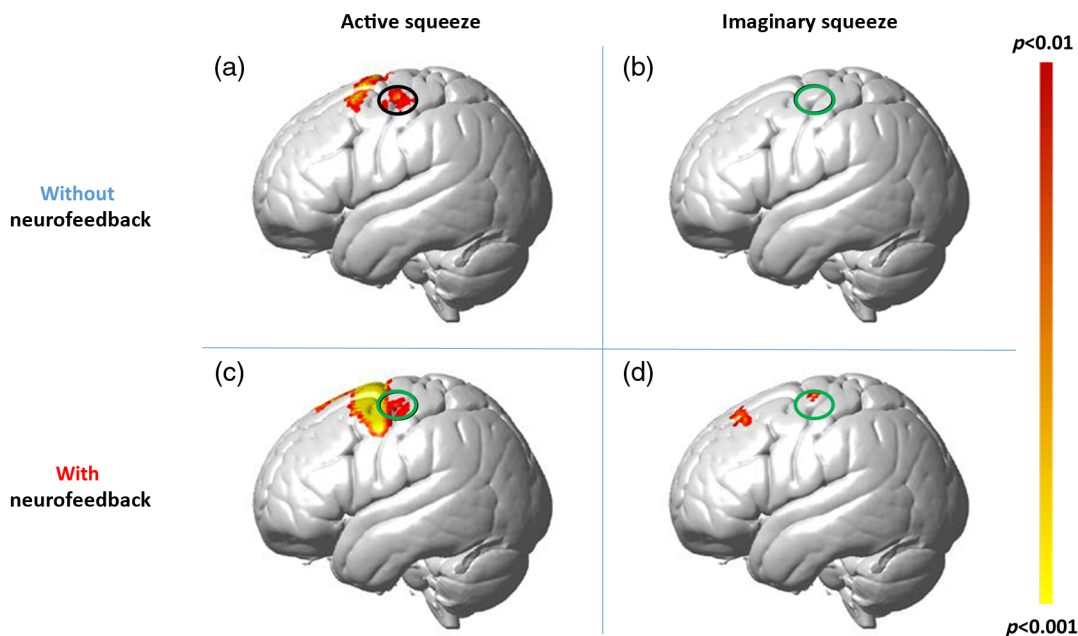 Active squeeze
Imaginary squeeze
p<0.01
(a)
(b)
Without
neurofeedback
(c)
(d)
With
neurofeedback
p<0.001